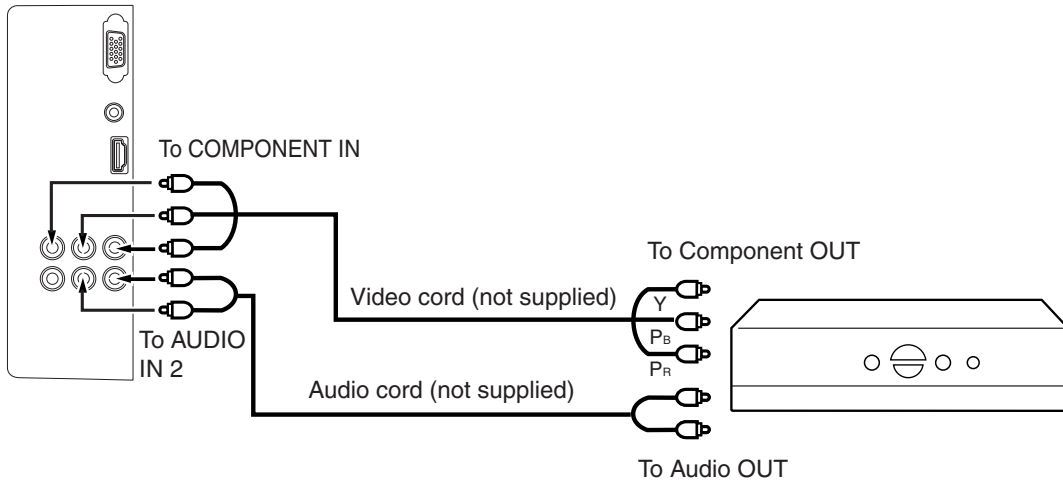 To COMPONENT IN
To Component OUT
Video cord (not supplied)
Y
PB
PR
To AUDIO
IN 2
Audio cord (not supplied)
To Audio OUT